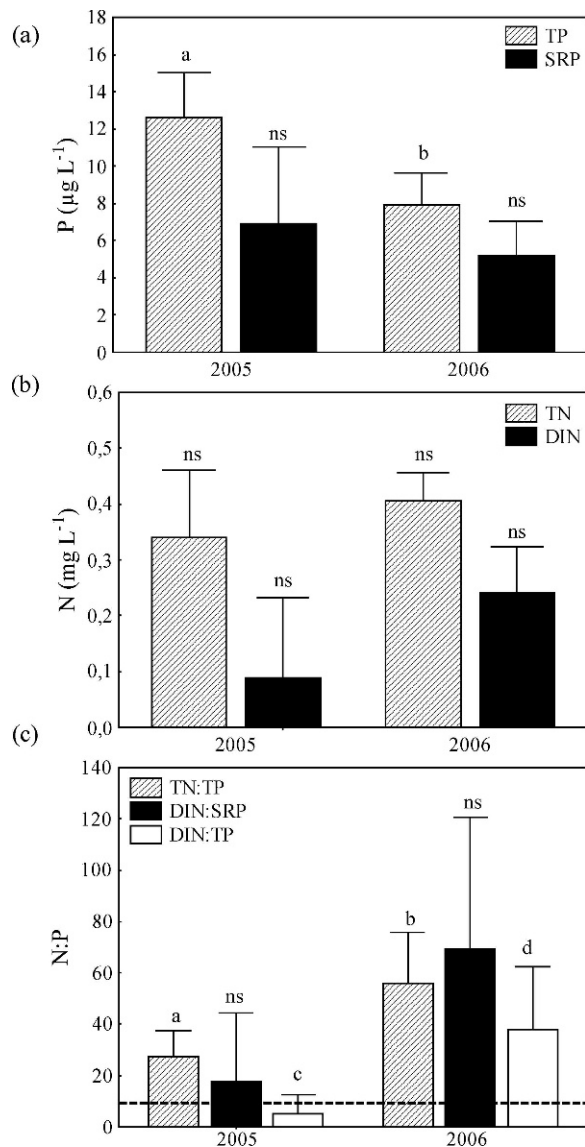 (a)
18
16
14
12
10
8
6
4
2
0
P (µg L⁻¹)
TP
SRP
a
ns
b
ns
2005
2006
(b)
0,6
0,5
0,4
0,3
0,2
0,1
0,0
N (mg L⁻¹)
TN
DIN
ns
ns
ns
ns
2005
2006
(c)
140
120
100
80
60
40
20
0
N:P
TN:TP
DIN:SRP
DIN:TP
a
ns
c
b
ns
d
2005
2006